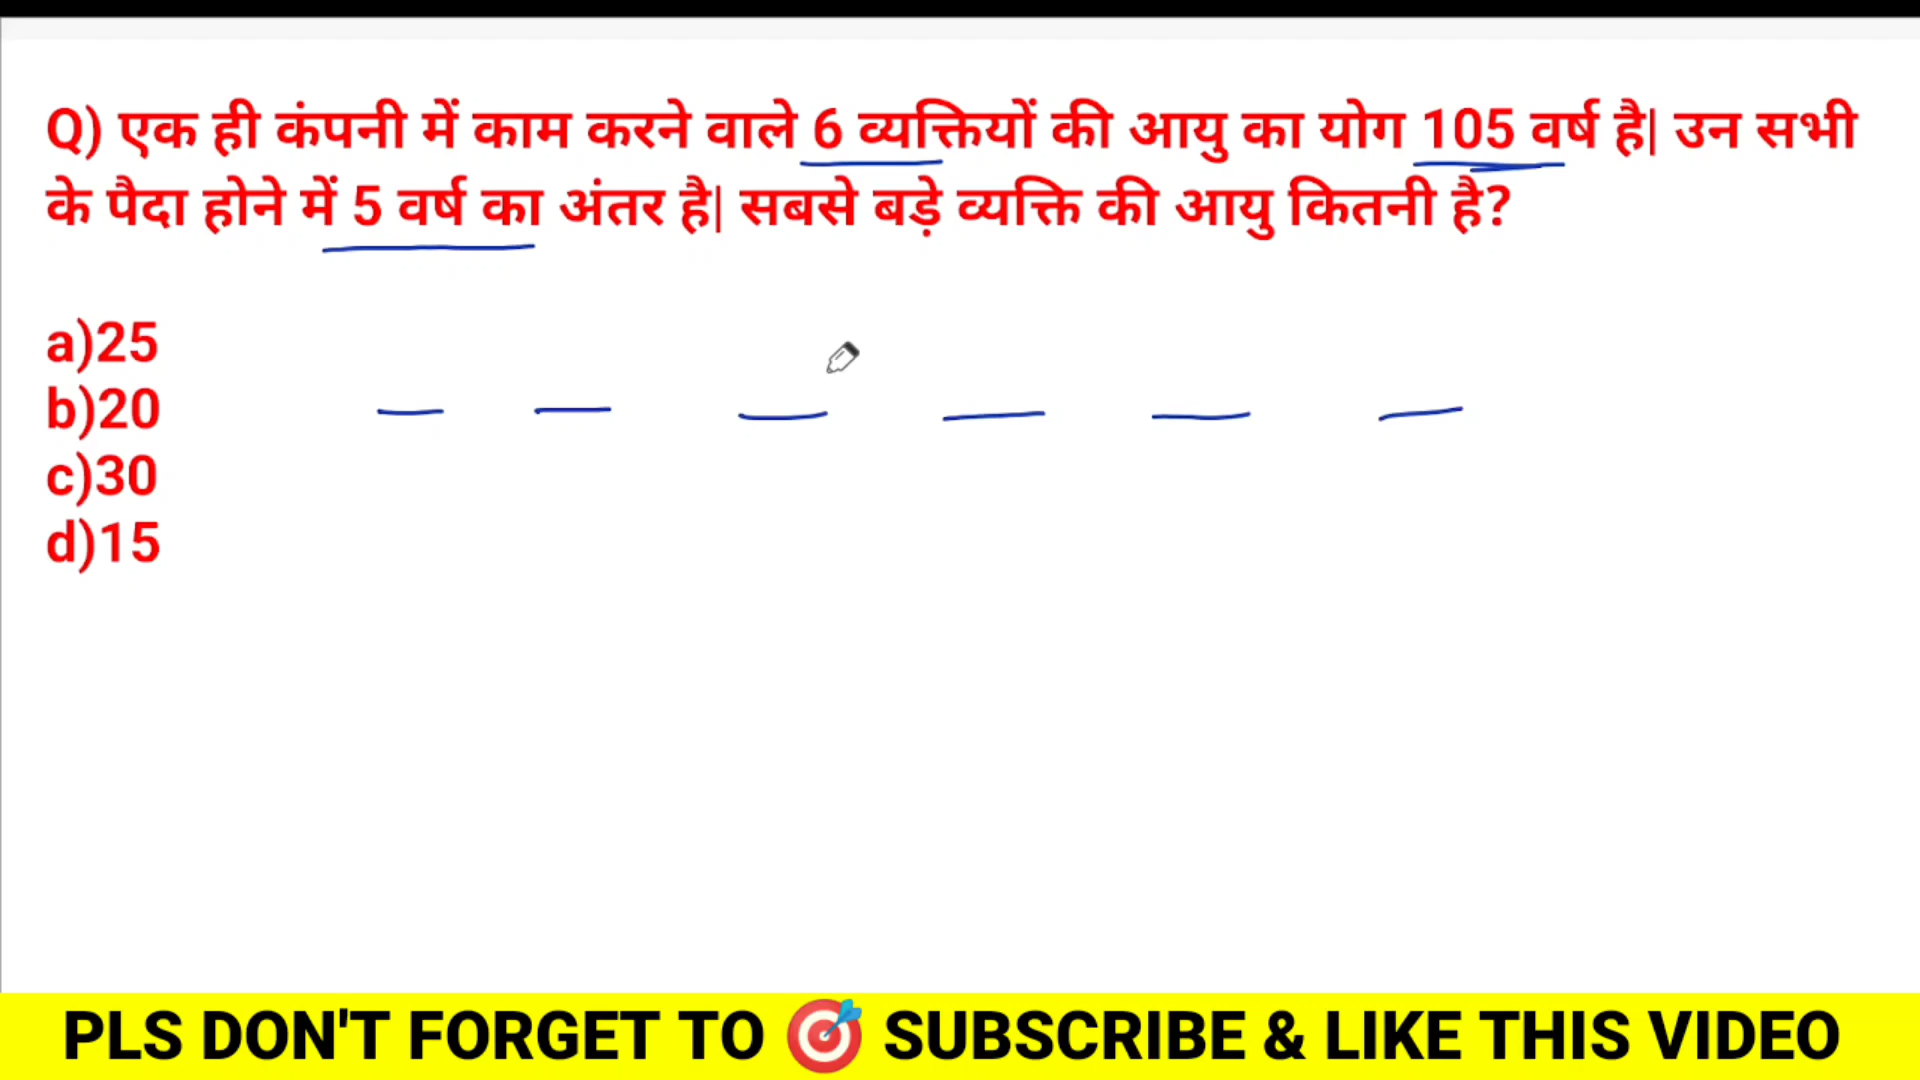 Q) एक ही कंपनी में काम करने वाले 6 व्यक्तियों की आयु का योग 105 वर्ष है| उन सभी
के पैदा होने में 5 वर्ष का अंतर है| सबसे बड़े व्यक्ति की आयु कितनी है?
a)25
b)20
c)30
d)15
PLS DON'T FORGET TO 🎯 SUBSCRIBE & LIKE THIS VIDEO